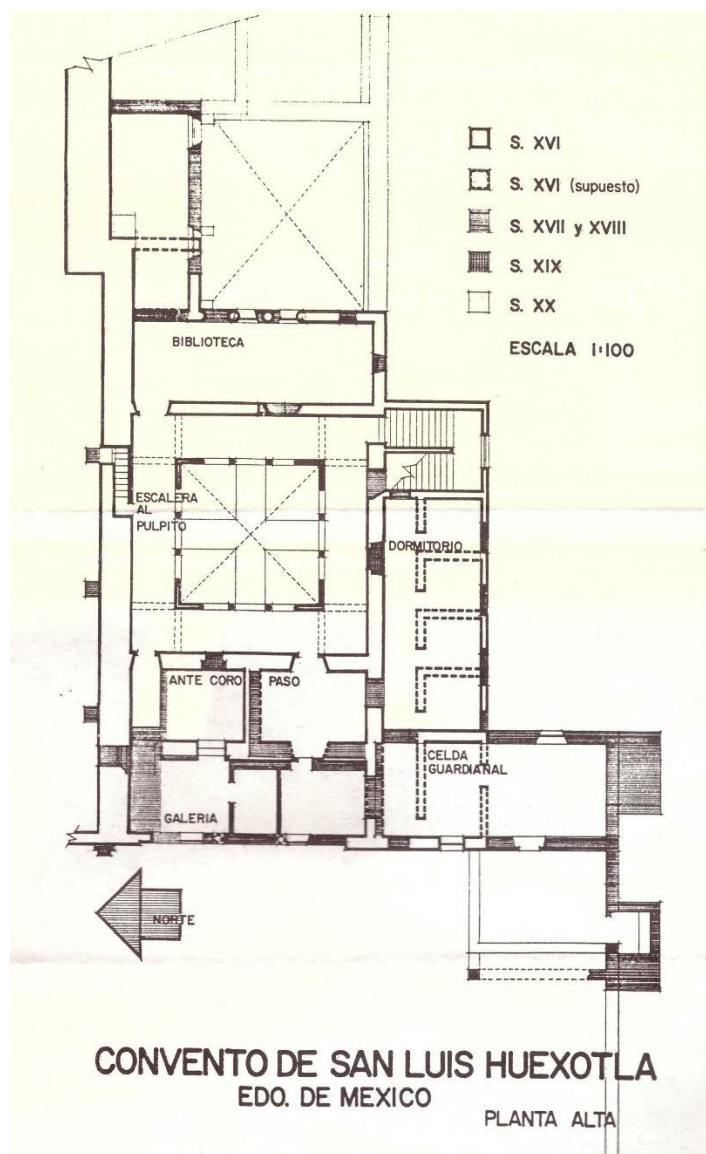 S. XVI
S. XVI (supuesto)
S. XVII y XVIII
S. XIX
S. XX
ESCALA 1:100
BIBLIOTECA
ESCALERA
AL
PULPITO
DORMITORIO
ANTE CORO
PASO
CELDA
GUARDIANAL
GALERIA
NORTE
CONVENTO DE SAN LUIS HUEXOTLA
EDO. DE MEXICO
PLANTA ALTA